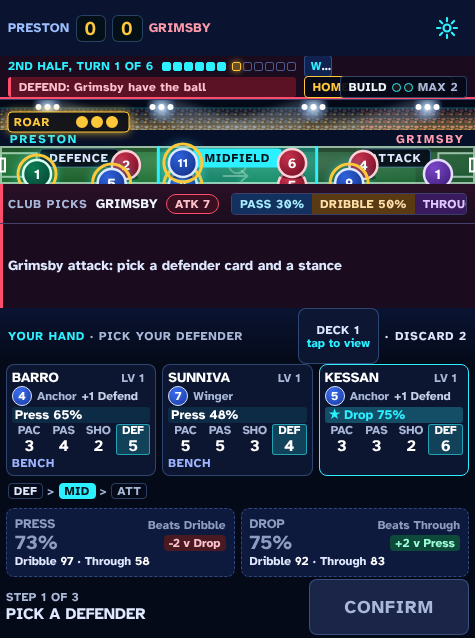 PRESTON 0 0 GRIMSBY
2ND HALF, TURN 1 OF 6 W...
DEFEND: Grimsby have the ball HOM BUILD MAX 2
ROAR
PRESTON GRIMSBY
DEFENCE 2 11 MIDFIELD 6 4 TTACK
1 5 9 1
CLUB PICKS GRIMSBY ATK 7 PASS 30% DRIBBLE 50% THROU
Grimsby attack: pick a defender card and a stance
YOUR HAND · PICK YOUR DEFENDER DECK 1 · DISCARD 2
tap to view
BARRO LV 1
4 Anchor +1 Defend
Press 65%
PAC PAS SHO DEF
3 4 2 5
BENCH
SUNNIVA LV 1
7 Winger
Press 48%
PAC PAS SHO DEF
5 5 3 4
BENCH
KESSAN LV 1
5 Anchor +1 Defend
★ Drop 75%
PAC PAS SHO DEF
3 3 2 6
DEF > MID > ATT
PRESS Beats Dribble
73% -2 v Drop
Dribble 97 · Through 58
DROP Beats Through
75% +2 v Press
Dribble 92 · Through 83
STEP 1 OF 3
PICK A DEFENDER
CONFIRM